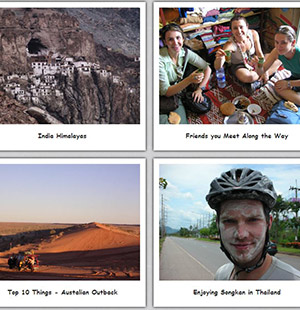 India Himalayas
Friends you Meet Along the Way
Top 10 Things - Australian Outback
Enjoying Songkan in Thailand